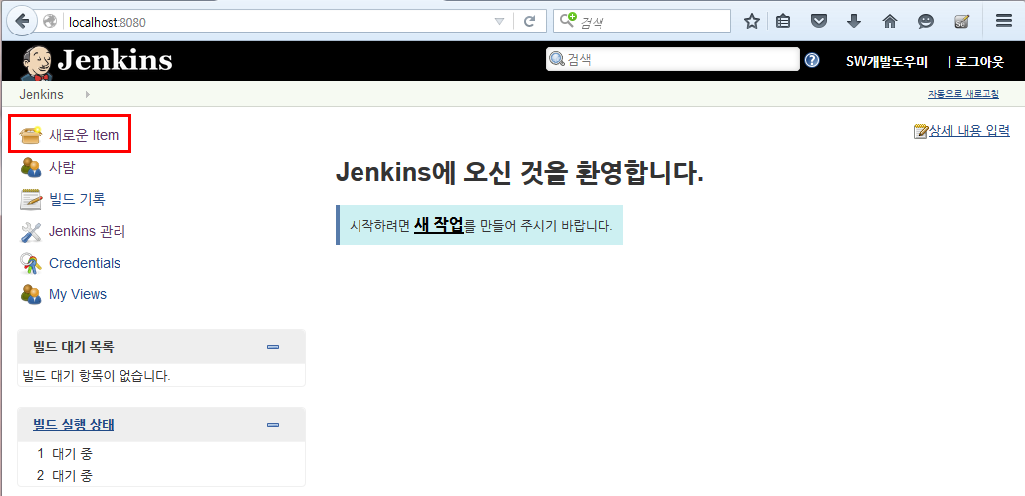 localhost:8080
검색
Jenkins
검색
SW개발도우미 | 로그아웃
Jenkins
자동으로 새로고침
새로운 Item
사람
빌드 기록
Jenkins 관리
Credentials
My Views
상세 내용 입력
Jenkins에 오신 것을 환영합니다.
시작하려면 새 작업를 만들어 주시기 바랍니다.
빌드 대기 목록
빌드 대기 항목이 없습니다.
빌드 실행 상태
1 대기 중
2 대기 중